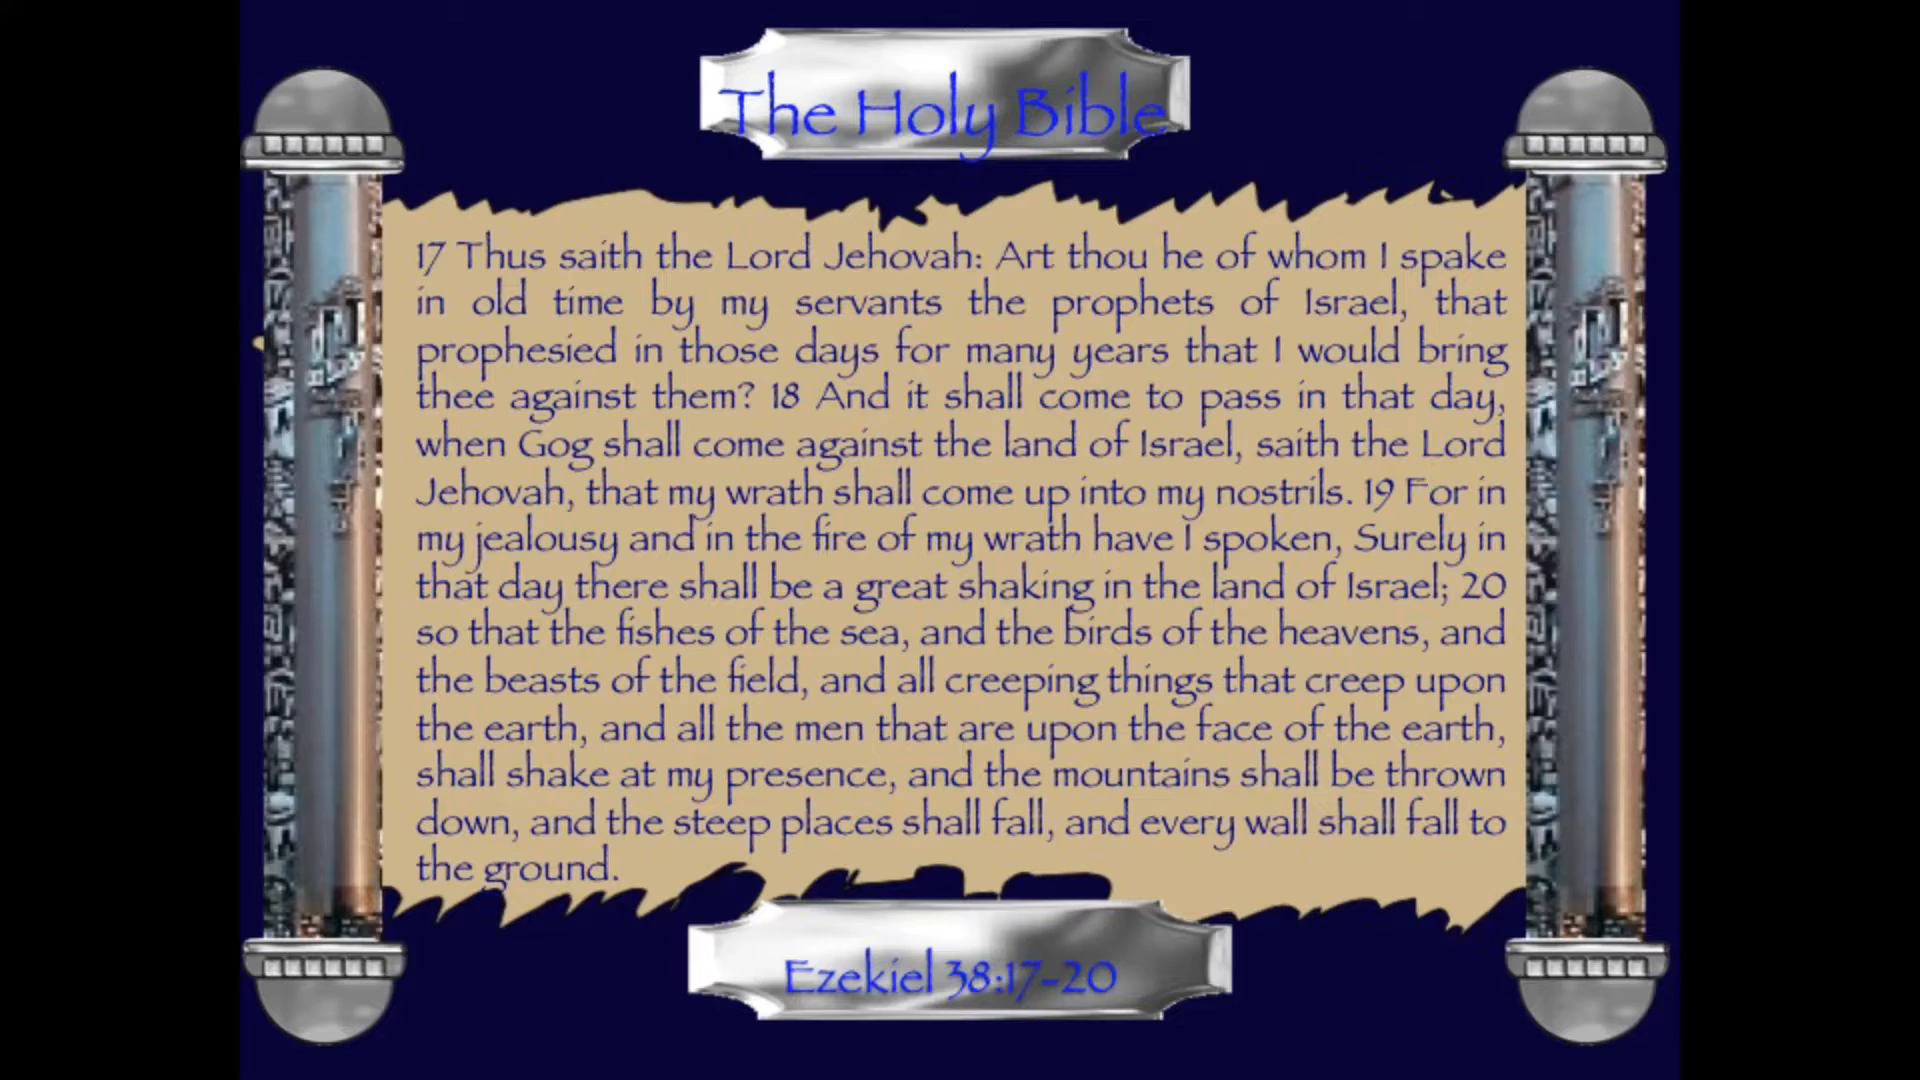 The Holy Bible
17 Thus saith the Lord Jehovah: Art thou he of whom I spake
in old time by my servants the prophets of Israel, that
prophesied in those days for many years that I would bring
thee against them? 18 And it shall come to pass in that day,
when Gog shall come against the land of Israel, saith the Lord
Jehovah, that my wrath shall come up into my nostrils. 19 For in
my jealousy and in the fire of my wrath have I spoken, Surely in
that day there shall be a great shaking in the land of Israel; 20
so that the fishes of the sea, and the birds of the heavens, and
the beasts of the field, and all creeping things that creep upon
the earth, and all the men that are upon the face of the earth,
shall shake at my presence, and the mountains shall be thrown
down, and the steep places shall fall, and every wall shall fall to
the ground.
Ezekiel 38:17-20